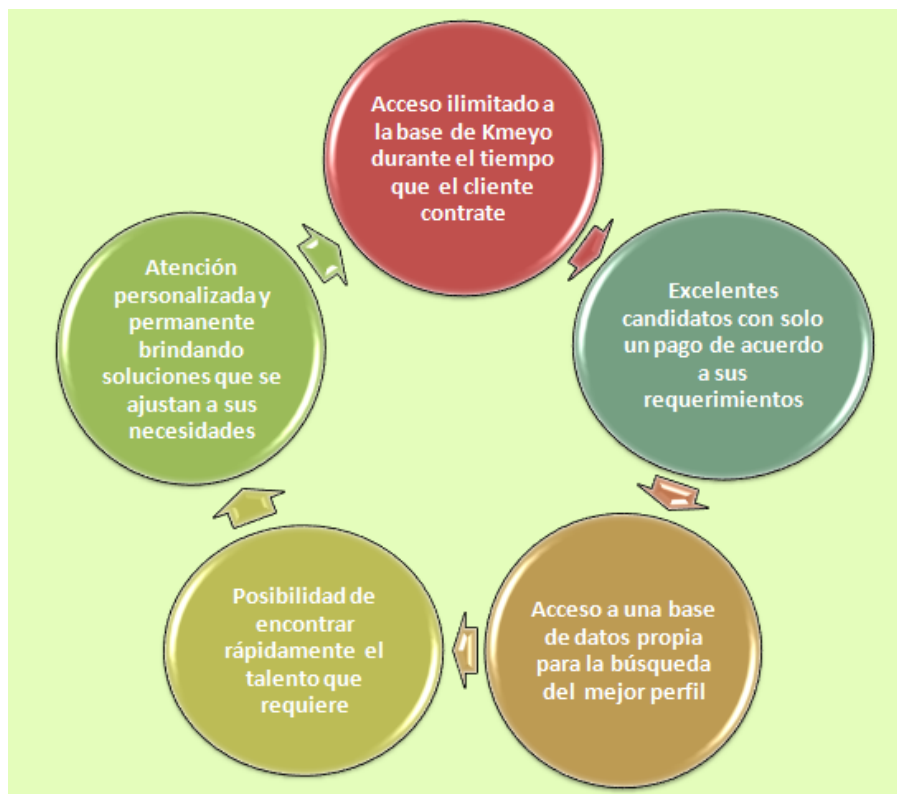 Acceso ilimitado a
la base de Kmeyo
durante el tiempo
que el cliente
contrate
Excelentes
candidatos con solo
un pago de acuerdo
a sus
requerimientos
Acceso a una base
de datos propia
para la búsqueda
del mejor perfil
Posibilidad de
encontrar
rápidamente el
talento que
requiere
Atención
personalizada y
permanente
brindando
soluciones que se
ajustan a sus
necesidades